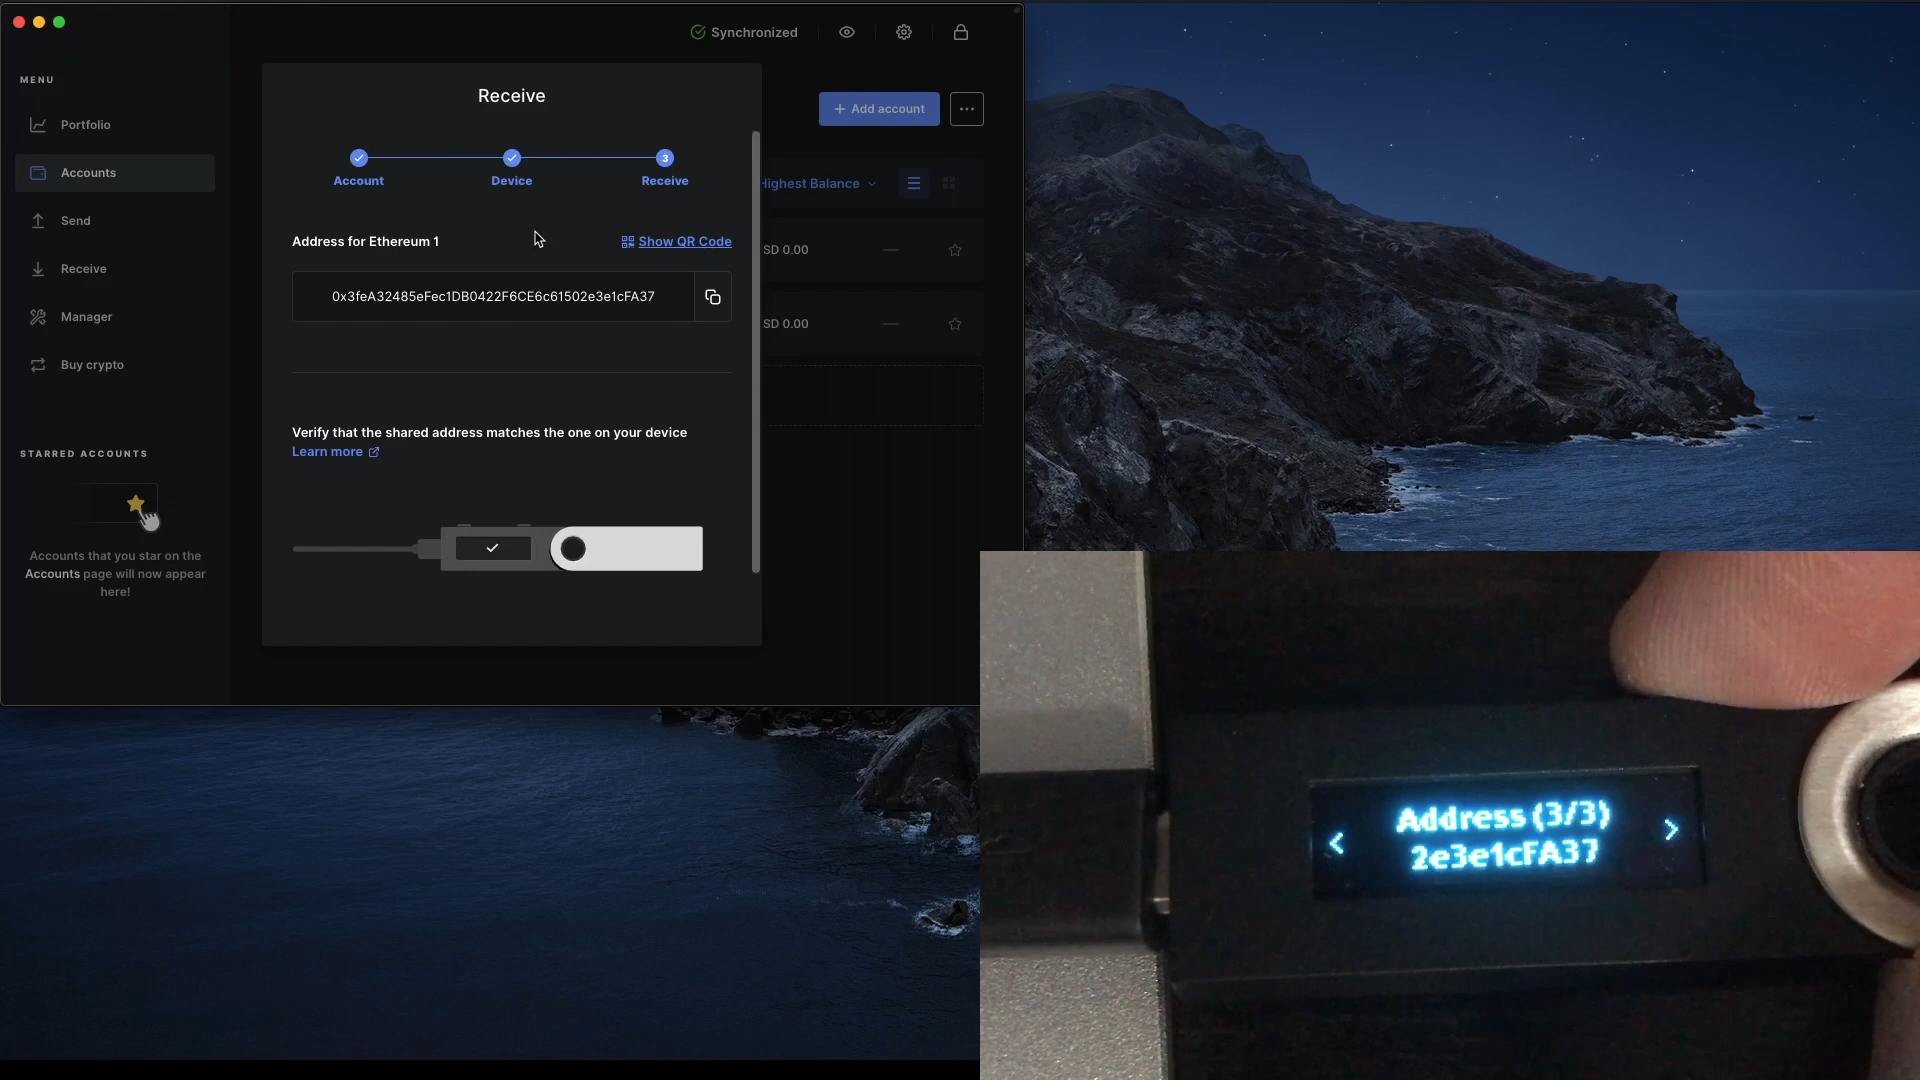 Synchronized
MENU
Portfolio
Accounts
Send
Receive
Manager
Buy crypto
STARRED ACCOUNTS
Accounts that you star on the
Accounts page will now appear
here!
+ Add account
Highest Balance
SD 0.00
SD 0.00
Receive
3
Account
Device
Receive
Address for Ethereum 1
Show QR Code
0x3feA32485eFec1DB0422F6CE6c61502e3e1cFA37
Verify that the shared address matches the one on your device
Learn more
Address (3/3)
2e3e1cFA37